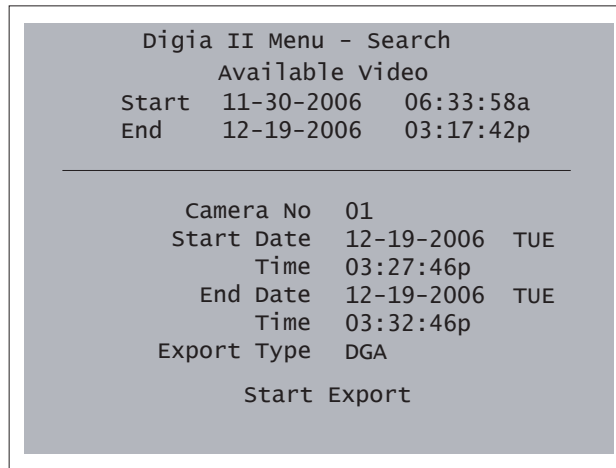 Digia II Menu - Search
Available Video
Start 11-30-2006 06:33:58a
End 12-19-2006 03:17:42p
Camera No 01
Start Date 12-19-2006 TUE
Time 03:27:46p
End Date 12-19-2006 TUE
Time 03:32:46p
Export Type DGA
Start Export